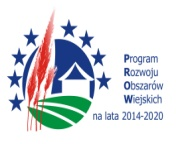 Program
Rozwoju
Obszarów
Wiejskich
na lata 2014-2020